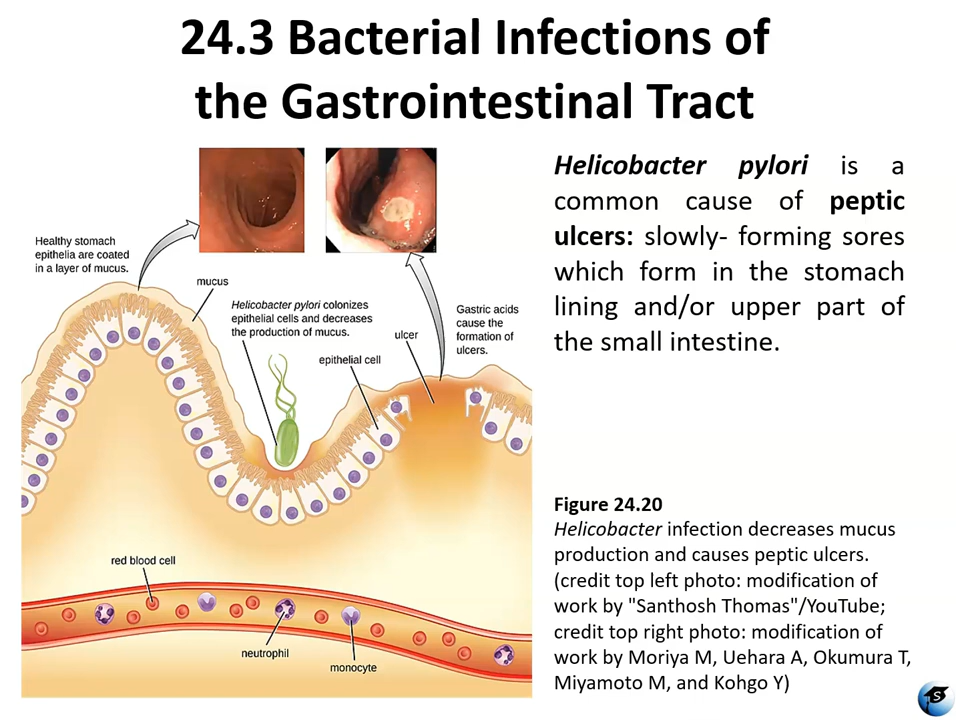 24.3 Bacterial Infections of
the Gastrointestinal Tract
Healthy stomach
epithelia are coated
in a layer of mucus.
mucus
Helicobacter pylori colonizes
epithelial cells and decreases
the production of mucus.
epithelial cell
ulcer
Gastric acids
cause the
formation of
ulcers.
red blood cell
neutrophil
monocyte
Helicobacter pylori is a
common cause of peptic
ulcers: slowly- forming sores
which form in the stomach
lining and/or upper part of
the small intestine.
Figure 24.20
Helicobacter infection decreases mucus
production and causes peptic ulcers.
(credit top left photo: modification of
work by "Santhosh Thomas"/YouTube;
credit top right photo: modification of
work by Moriya M, Uehara A, Okumura T,
Miyamoto M, and Kohgo Y)
S